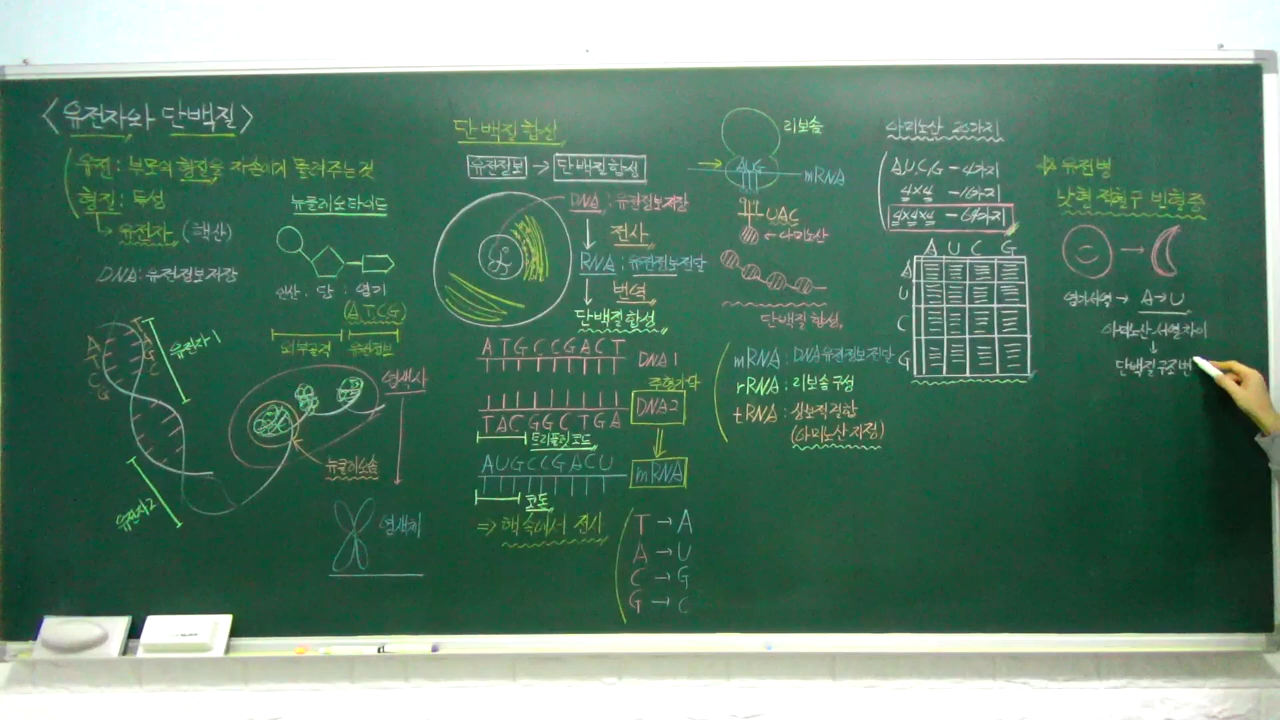 <유전자와 단백질>
유전 : 부모의 형질을 자손에게 물려주는 것
형질 : 특성
유전자 (핵산)
DNA : 유전정보저장
유전자1
A T C G
A G C
유전자2
뉴클레오타이드
인산 : 당 : 염기
(A T C G)
외부골격 유전정보
염색사
뉴클레오솜
염색체
단백질 합성
유전정보 → 단백질합성
DNA : 유전정보저장
전사
RNA : 유전정보전달
번역
단백질합성
A T G C C G A C T DNA 1
주형가닥
DNA2
T A C G G C T G A
트리플렛코드
A U G C C G A C U mRNA
코돈
⇒ 핵 속에서 전사
T → A
A → U
C → G
G → C
리보솜
AUG mRNA
UAC
← 아미노산
단백질 합성
mRNA : DNA유전정보전달
rRNA : 리보솜 구성
tRNA : 상보적결합
(아미노산 지정)
아미노산 20가지
A,U,C,G - 4가지
4×4 - 16가지
4×4×4 - 64가지
A U C G
A
U
C
G
유전병
낫형 적혈구 빈혈증
염기서열 → A→U
아미노산 서열차이
↓
단백질 구조 변